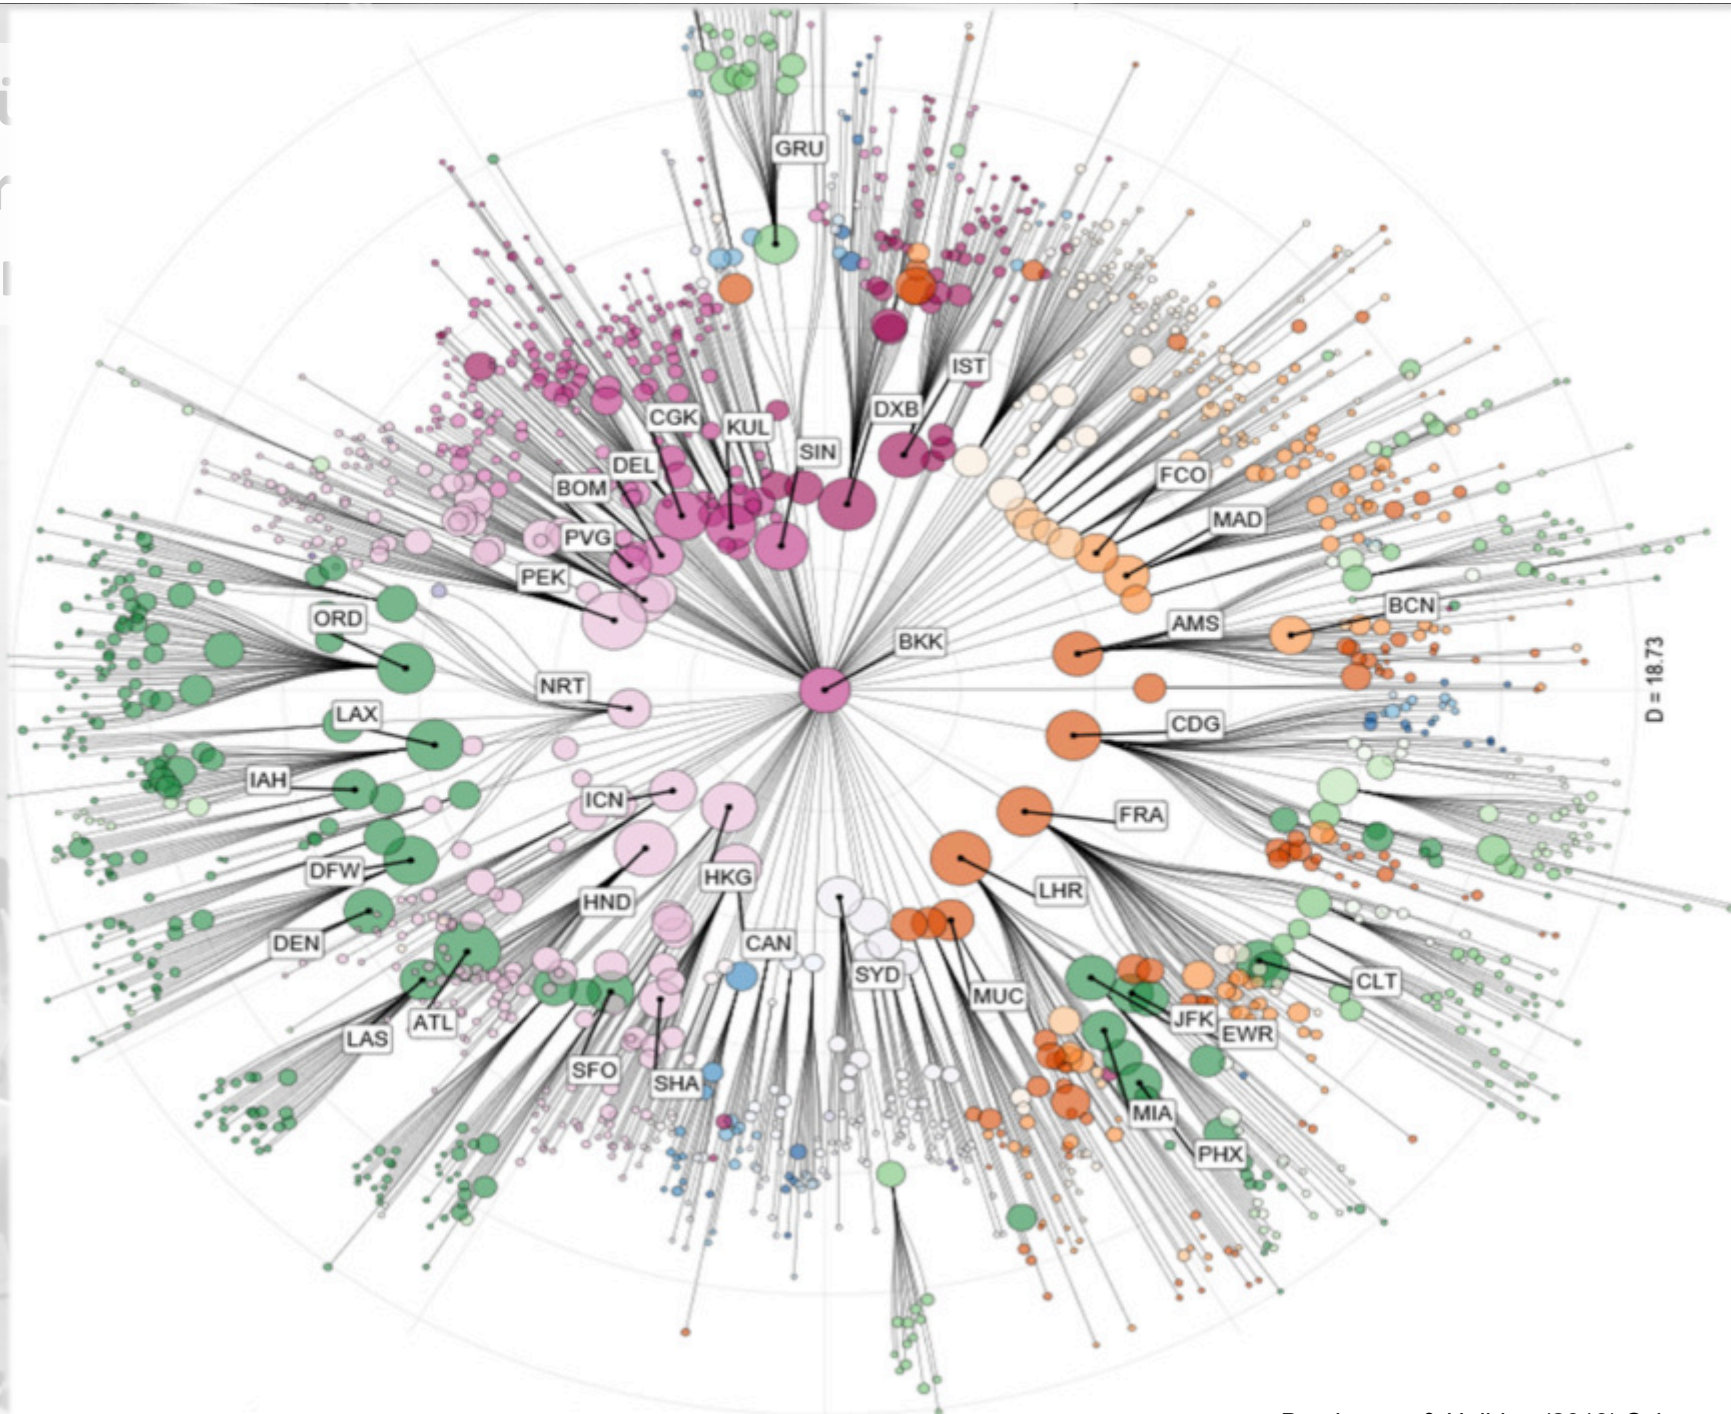 GRU
IST
CGK
KUL
DXB
SIN
DEL
BOM
FCO
MAD
PVG
PEK
ORD
BCN
AMS
BKK
NRT
LAX
CDG
D = 18.73
IAH
ICN
FRA
DFW
HKG
LHR
HND
DEN
CAN
SYD
CLT
MUC
LAS
ATL
JFK
EWR
SFO
SHA
MIA
PHX